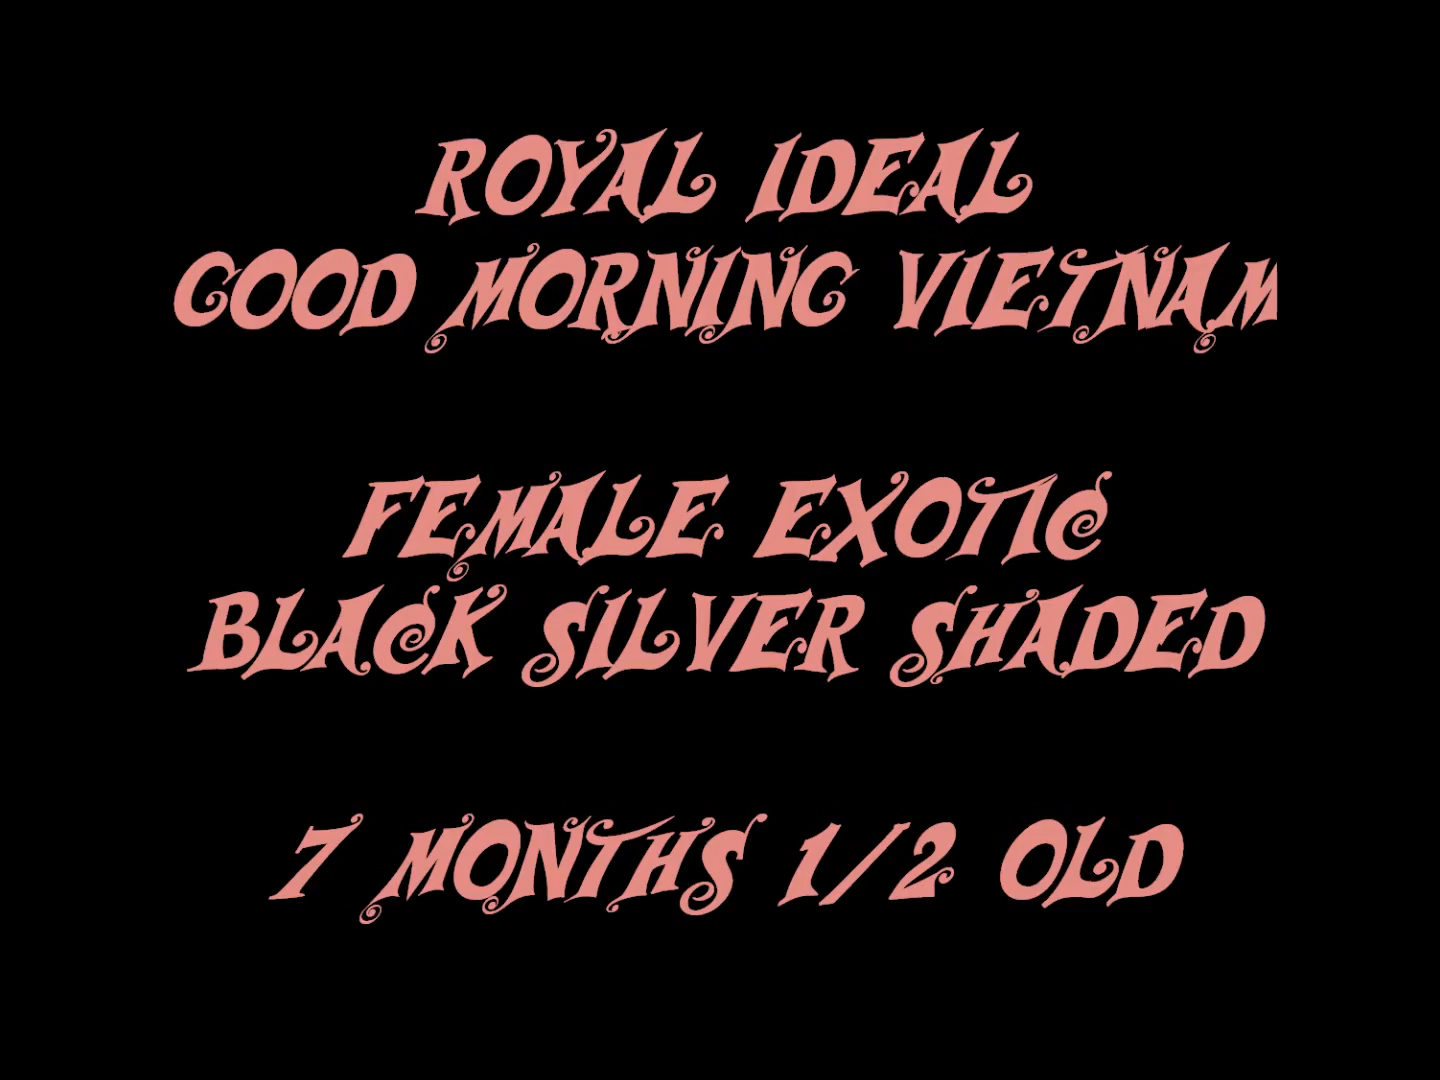 ROYAL IDEAL
GOOD MORNING VIETNAM
FEMALE EXOTIC
BLACK SILVER SHADED
7 MONTHS 1/2 OLD